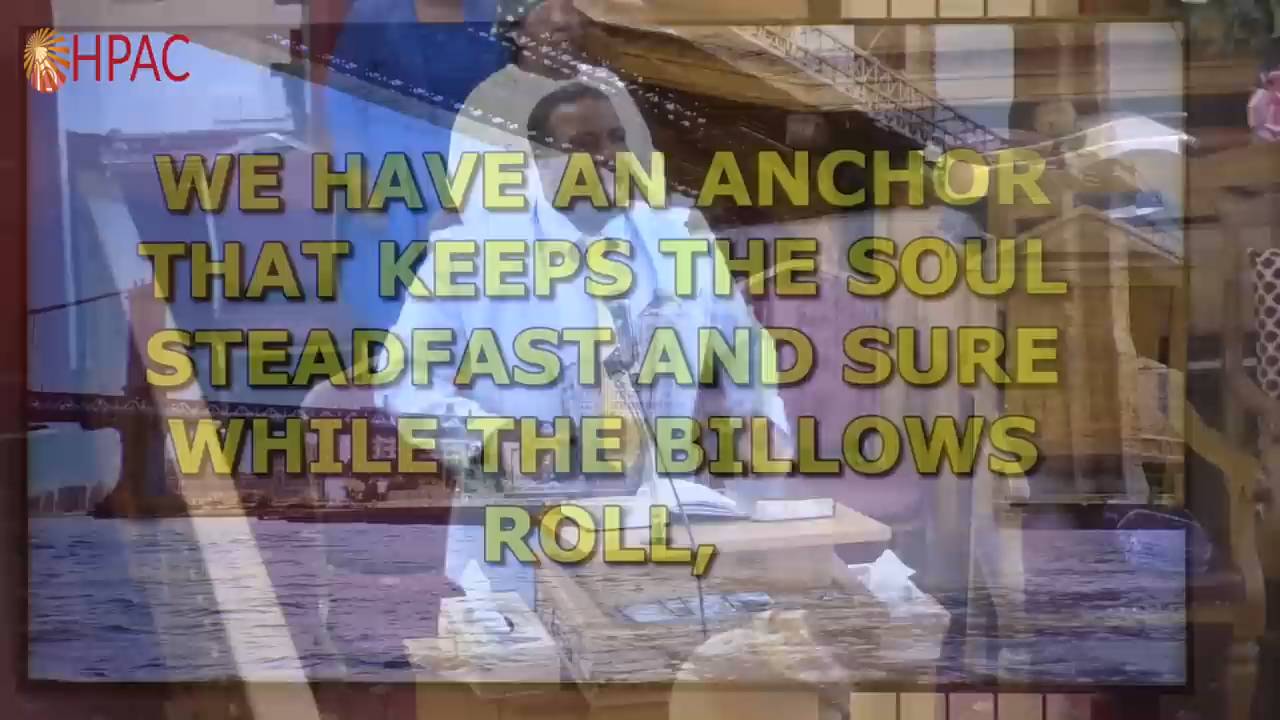 HPAC
WE HAVE AN ANCHOR
THAT KEEPS THE SOUL
STEADFAST AND SURE
WHILE THE BILLOWS
ROLL,